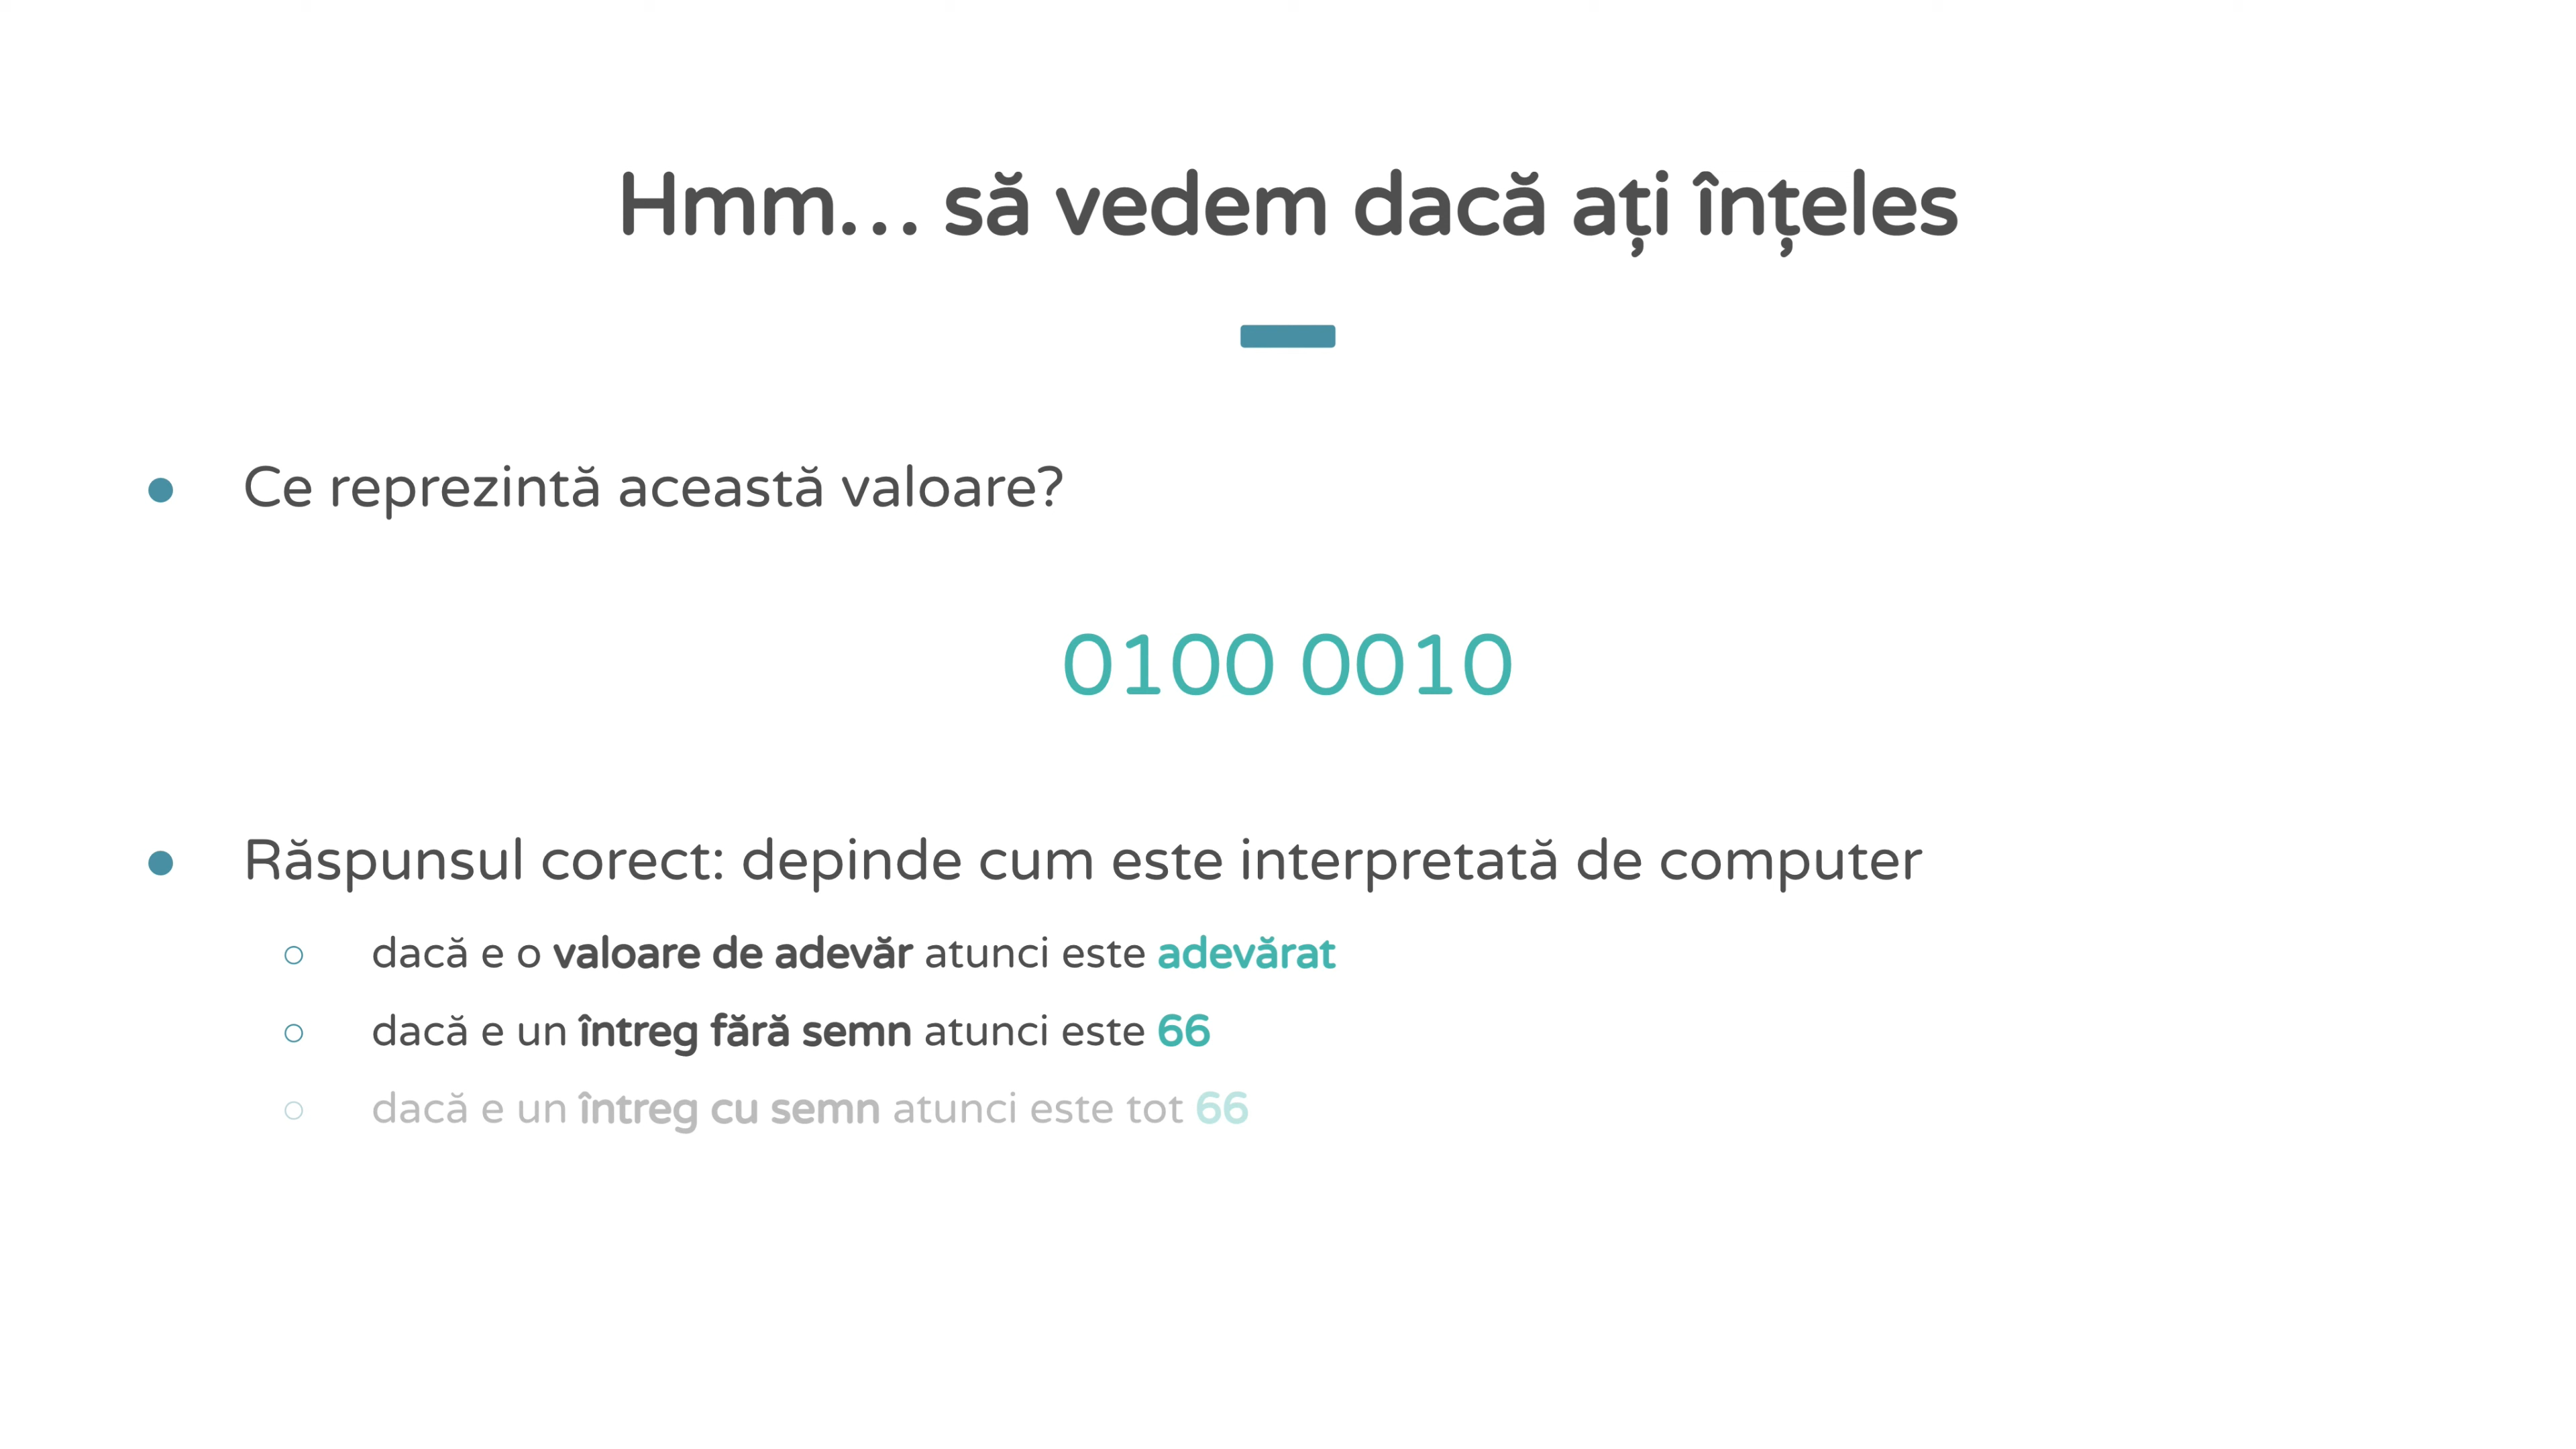 Hmm... să vedem dacă ați înțeles
Ce reprezintă această valoare?
0100 0010
Răspunsul corect: depinde cum este interpretată de computer
dacă e o valoare de adevăr atunci este adevărat
dacă e un întreg fără semn atunci este 66
dacă e un întreg cu semn atunci este tot 66